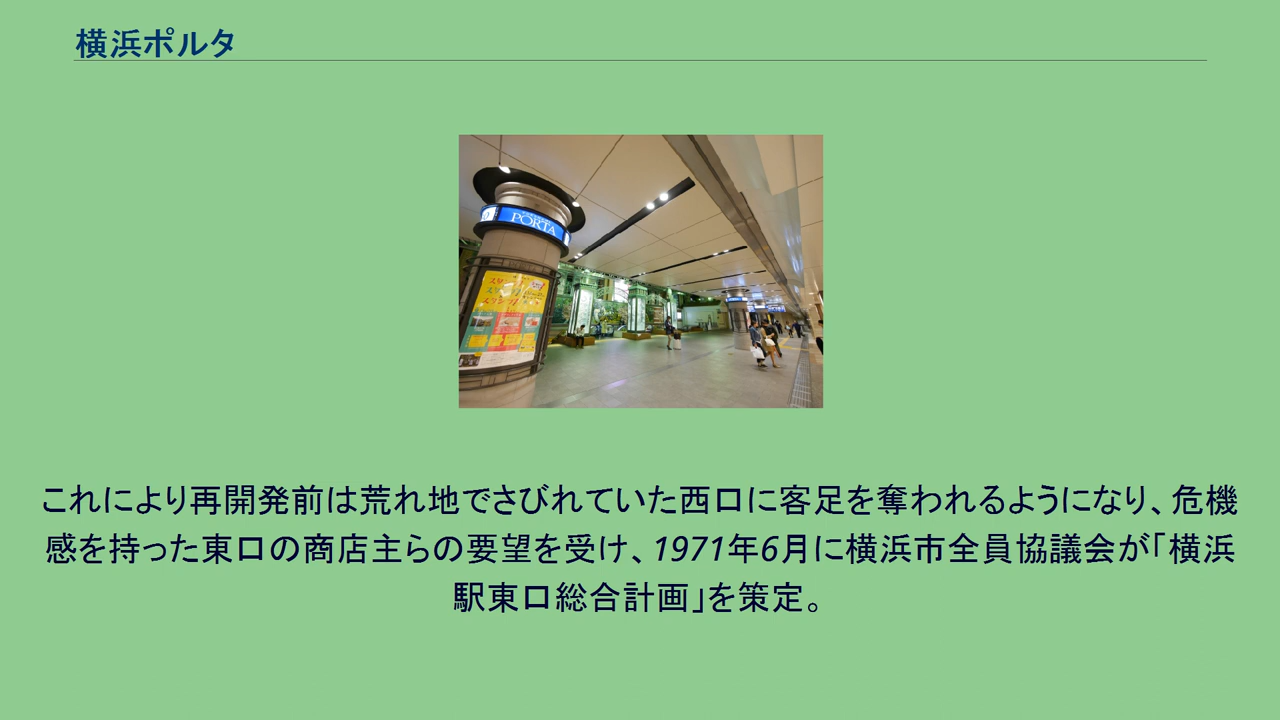 横浜ポルタ
PORTA
これにより再開発前は荒れ地でさびれていた西口に客足を奪われるようになり、危機
感を持った東口の商店主らの要望を受け、1971年6月に横浜市全員協議会が「横浜
駅東口総合計画」を策定。